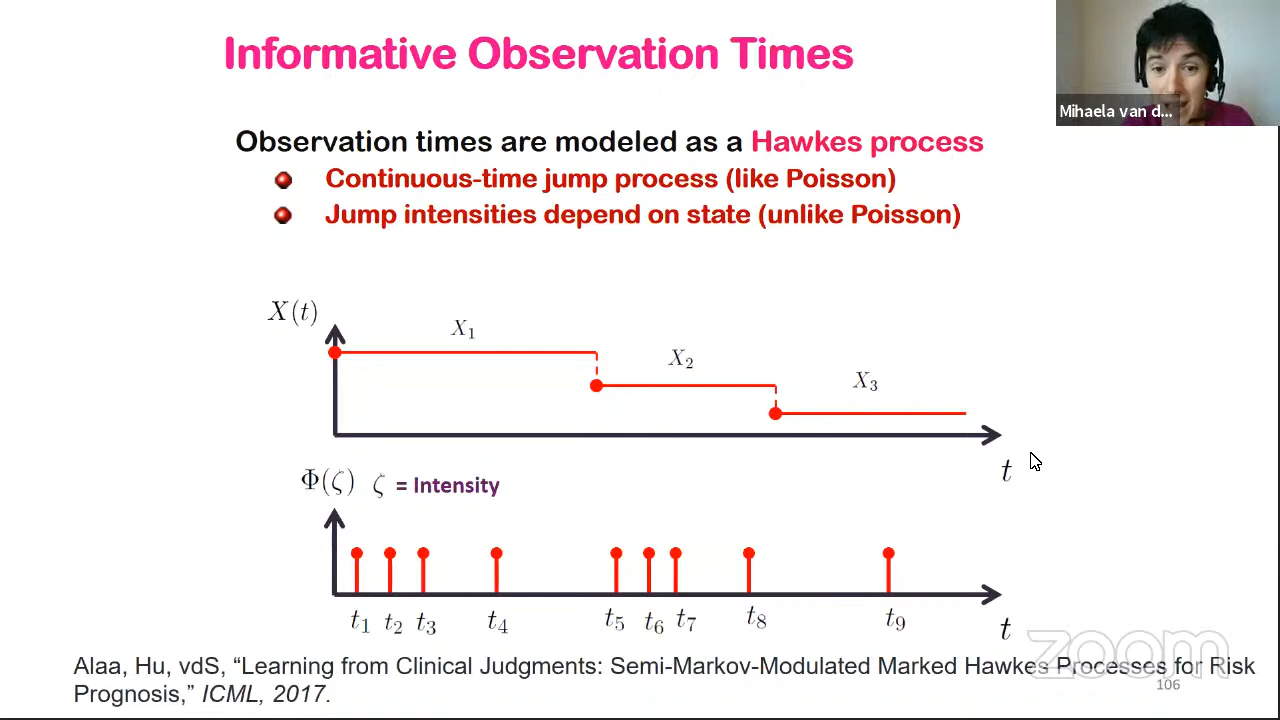 Informative Observation Times
Mihaela van d...
Observation times are modeled as a Hawkes process
Continuous-time jump process (like Poisson)
Jump intensities depend on state (unlike Poisson)
X(t)
X₁
X₂
X₃
t
Φ(ζ) ζ = Intensity
t₁ t₂ t₃ t₄ t₅ t₆ t₇ t₈ t₉
t
zoom
Alaa, Hu, vdS, “Learning from Clinical Judgments: Semi-Markov-Modulated Marked Hawkes Processes for Risk
Prognosis,” ICML, 2017.
106